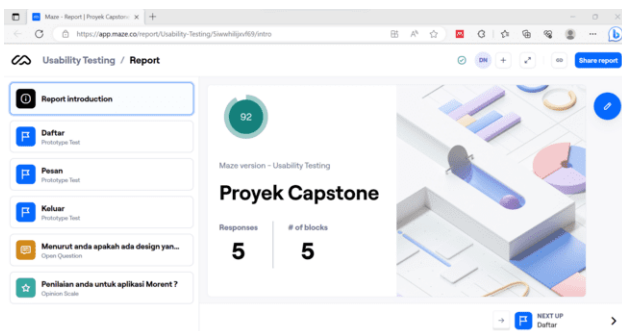 Maze - Report | Proyek Capstone
https://app.maze.co/report/Usability-Testing/5iwwhilijxvf69/intro
Usability Testing / Report
DN
Share report
Report introduction
Daftar
Prototype Test
Pesan
Prototype Test
Keluar
Prototype Test
Menurut anda apakah ada design yan...
Open Question
Penilaian anda untuk aplikasi Morent ?
Opinion Scale
92
Maze version - Usability Testing
Proyek Capstone
Responses
# of blocks
5
5
NEXT UP
Daftar